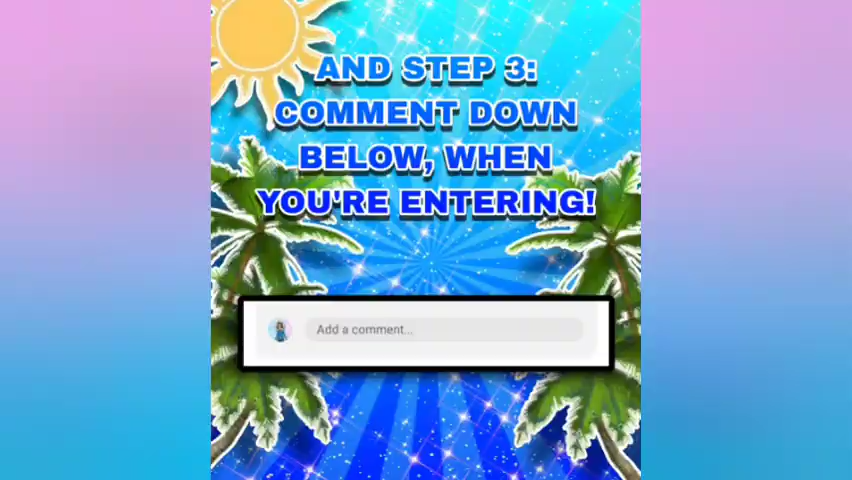 AND STEP 3:
COMMENT DOWN
BELOW, WHEN
YOU'RE ENTERING!
Add a comment...